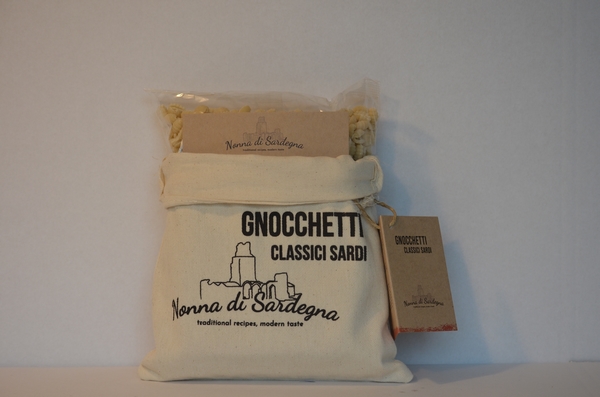 Nonna di Sardegna
GNOCCHETTI
CLASSICI SARDI
Nonna di Sardegna
traditional recipes, modern taste
GNOCCHETTI
CLASSICI SARDI
Nonna di Sardegna